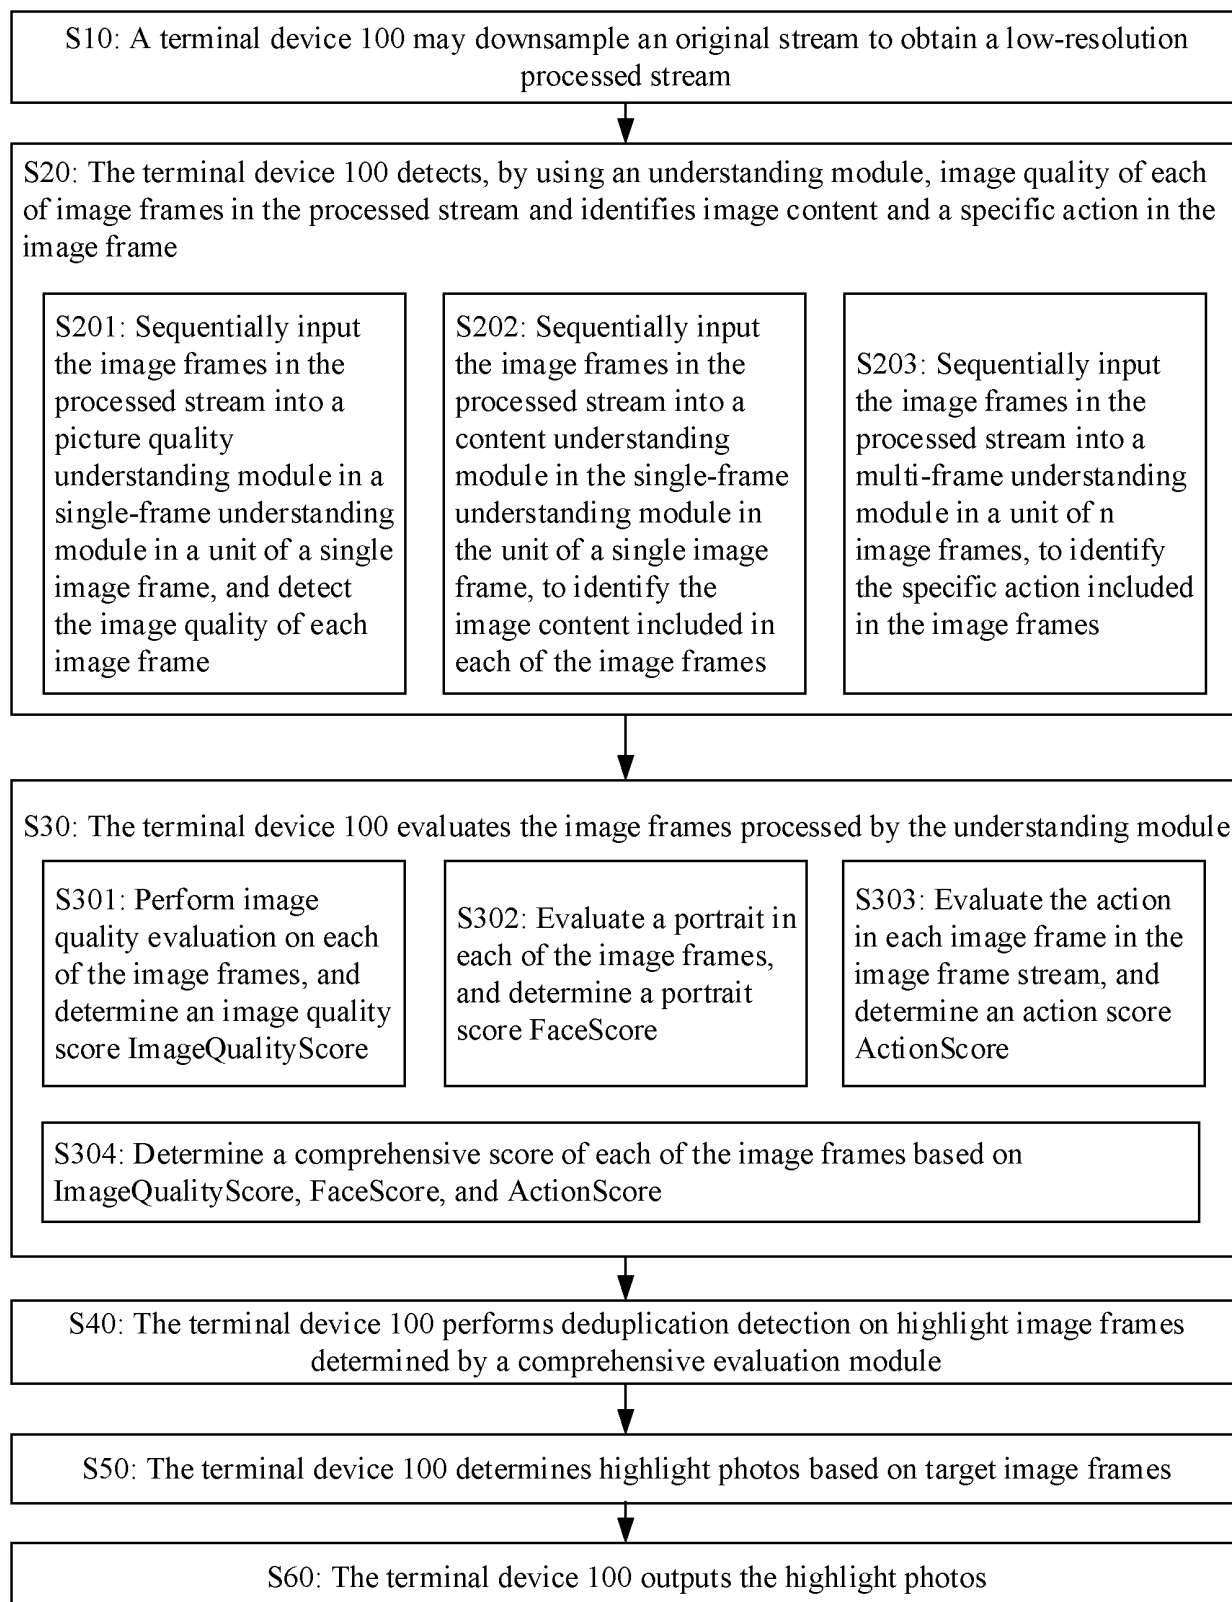 S10: A terminal device 100 may downsample an original stream to obtain a low-resolution
processed stream
S20: The terminal device 100 detects, by using an understanding module, image quality of each
of image frames in the processed stream and identifies image content and a specific action in the
image frame
S201: Sequentially input
the image frames in the
processed stream into a
picture quality
understanding module in a
single-frame understanding
module in a unit of a single
image frame, and detect
the image quality of each
image frame
S202: Sequentially input
the image frames in the
processed stream into a
content understanding
module in the single-frame
understanding module in
the unit of a single image
frame, to identify the
image content included in
each of the image frames
S203: Sequentially input
the image frames in the
processed stream into a
multi-frame understanding
module in a unit of n
image frames, to identify
the specific action included
in the image frames
S30: The terminal device 100 evaluates the image frames processed by the understanding module
S301: Perform image
quality evaluation on each
of the image frames, and
determine an image quality
score ImageQualityScore
S302: Evaluate a portrait in
each of the image frames,
and determine a portrait
score FaceScore
S303: Evaluate the action
in each image frame in the
image frame stream, and
determine an action score
ActionScore
S304: Determine a comprehensive score of each of the image frames based on
ImageQualityScore, FaceScore, and ActionScore
S40: The terminal device 100 performs deduplication detection on highlight image frames
determined by a comprehensive evaluation module
S50: The terminal device 100 determines highlight photos based on target image frames
S60: The terminal device 100 outputs the highlight photos